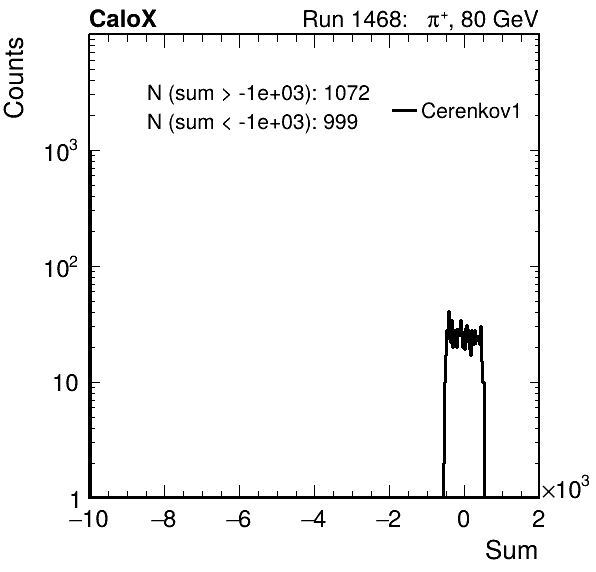 CaloX Run 1468: π⁺, 80 GeV
Counts
N (sum > -1e+03): 1072
N (sum < -1e+03): 999
Cerenkov1
10³
10²
10
1
−10 −8 −6 −4 −2 0 2
×10³
Sum